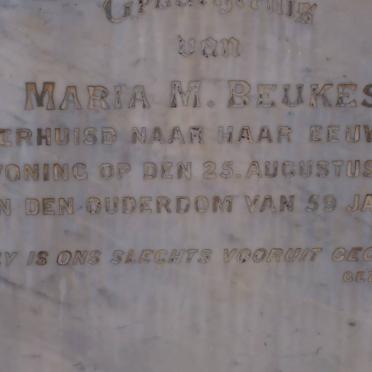 van
MARIA M. BEUKES
ERHUISD NAAR HAAR EEUW
WONING OP DEN 25. AUGUSTUS
N DEN OUDERDOM VAN 59 JA
Y IS ONS SLECHTS VOORUIT GEG